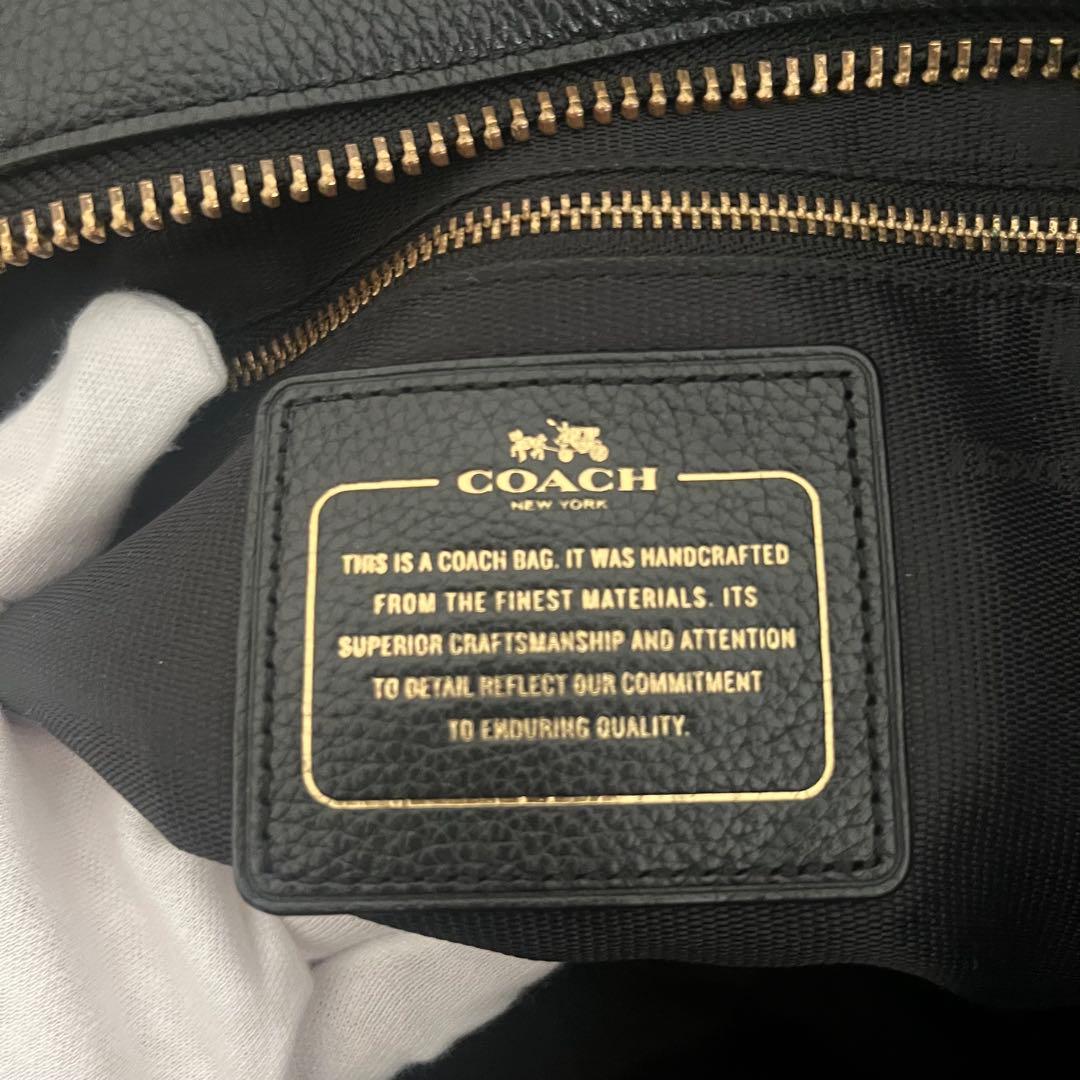 COACH
NEW YORK
THIS IS A COACH BAG. IT WAS HANDCRAFTED
FROM THE FINEST MATERIALS. ITS
SUPERIOR CRAFTSMANSHIP AND ATTENTION
TO DETAIL REFLECT OUR COMMITMENT
TO ENDURING QUALITY.